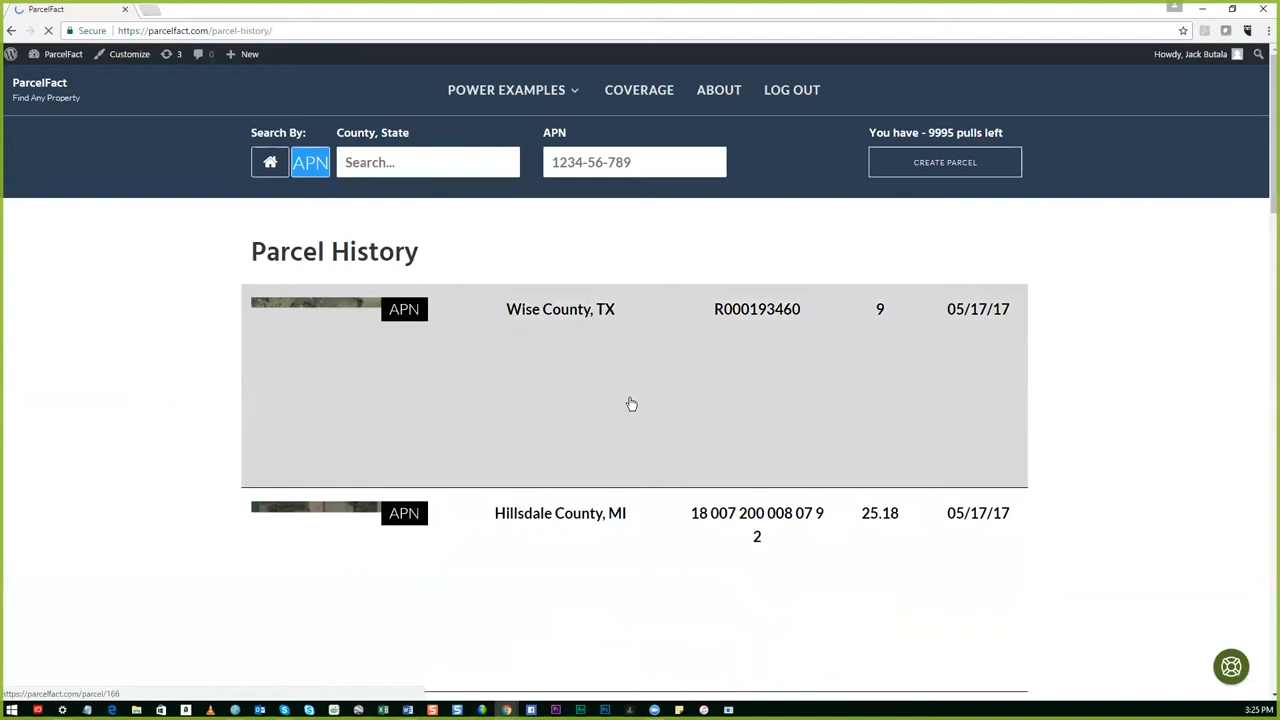 ParcelFact
Secure https://parcelfact.com/parcel-history/
ParcelFact Customize 3 0 New Howdy, Jack Butala
ParcelFact
Find Any Property
POWER EXAMPLES COVERAGE ABOUT LOG OUT
Search By: County, State APN You have - 9995 pulls left
APN Search... 1234-56-789 CREATE PARCEL
Parcel History
APN Wise County, TX R000193460 9 05/17/17
APN Hillsdale County, MI 18 007 200 008 07 9 25.18 05/17/17
2
https://parcelfact.com/parcel/166
3:25 PM